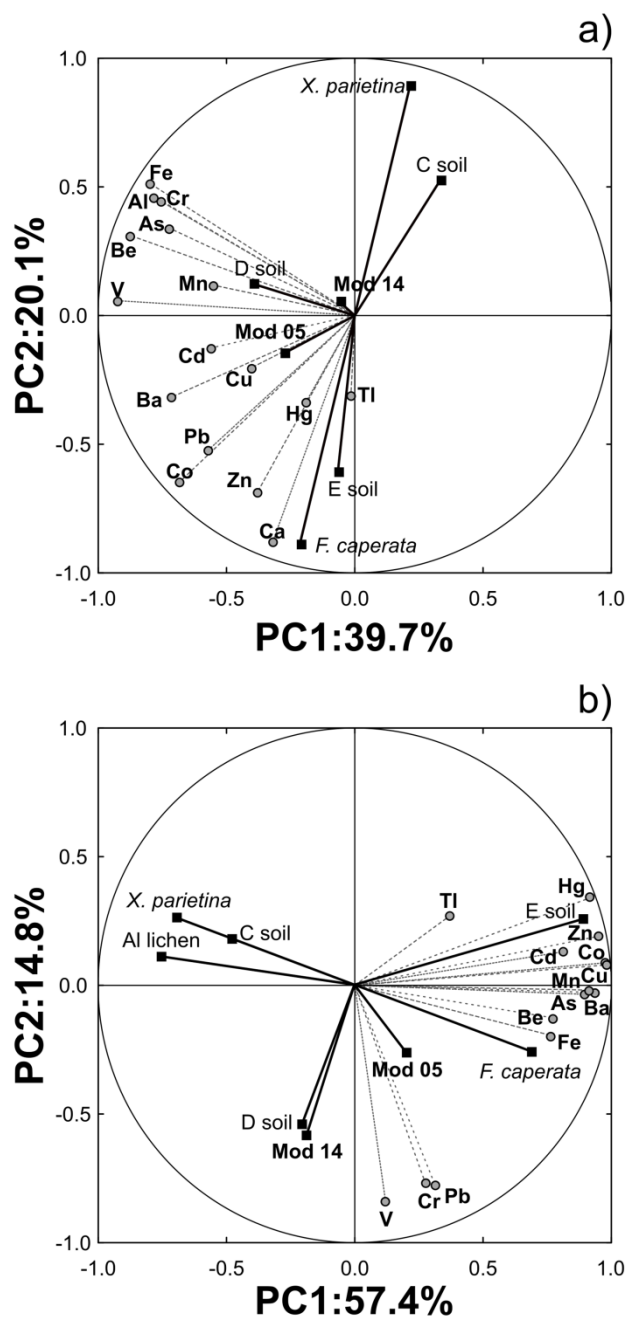 a)
1.0
X. parietina
C soil
Fe
0.5
Al
Cr
As
Be
D soil
Mod 14
V
Mn
0.0
Mod 05
Cd
Cu
Ba
Hg
Tl
Pb
-0.5
Co
Zn
E soil
Ca
F. caperata
-1.0
-1.0 -0.5 0.0 0.5 1.0
PC2:20.1%
PC1:39.7%
b)
1.0
0.5
Hg
Tl
X. parietina
E soil
C soil
Zn
Al lichen
Cd
Co
0.0
Mn
Cu
As
Ba
Be
Fe
Mod 05
F. caperata
-0.5
D soil
Mod 14
Cr
Pb
V
-1.0
-1.0 -0.5 0.0 0.5 1.0
PC2:14.8%
PC1:57.4%